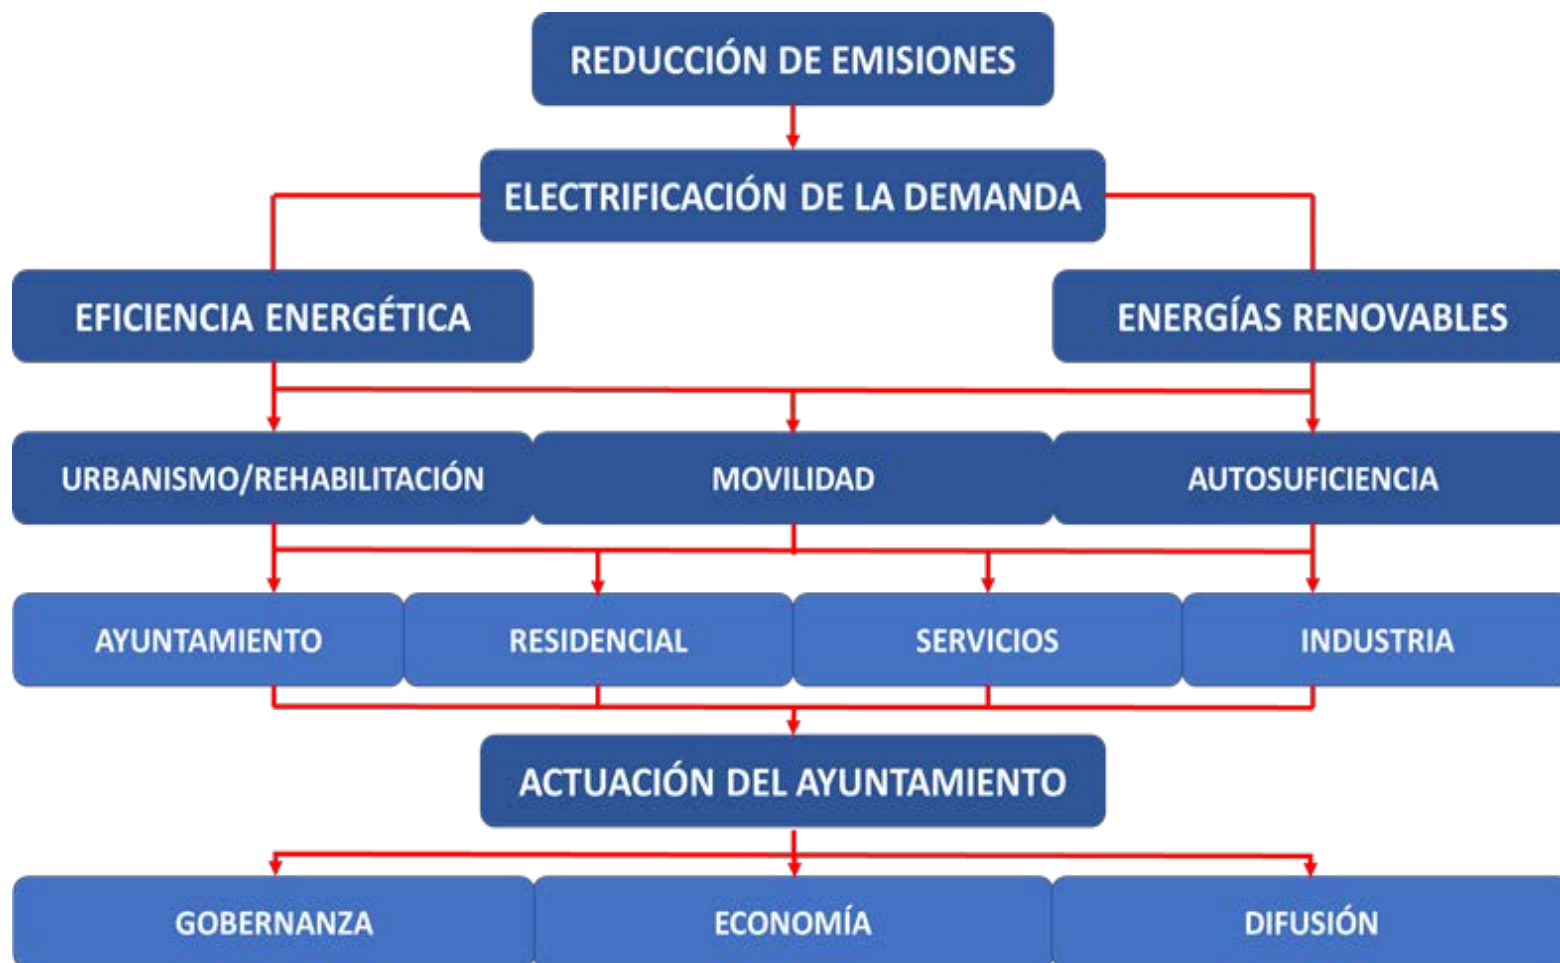 REDUCCIÓN DE EMISIONES
ELECTRIFICACIÓN DE LA DEMANDA
EFICIENCIA ENERGÉTICA
ENERGÍAS RENOVABLES
URBANISMO/REHABILITACIÓN
MOVILIDAD
AUTOSUFICIENCIA
AYUNTAMIENTO
RESIDENCIAL
SERVICIOS
INDUSTRIA
ACTUACIÓN DEL AYUNTAMIENTO
GOBERNANZA
ECONOMÍA
DIFUSIÓN